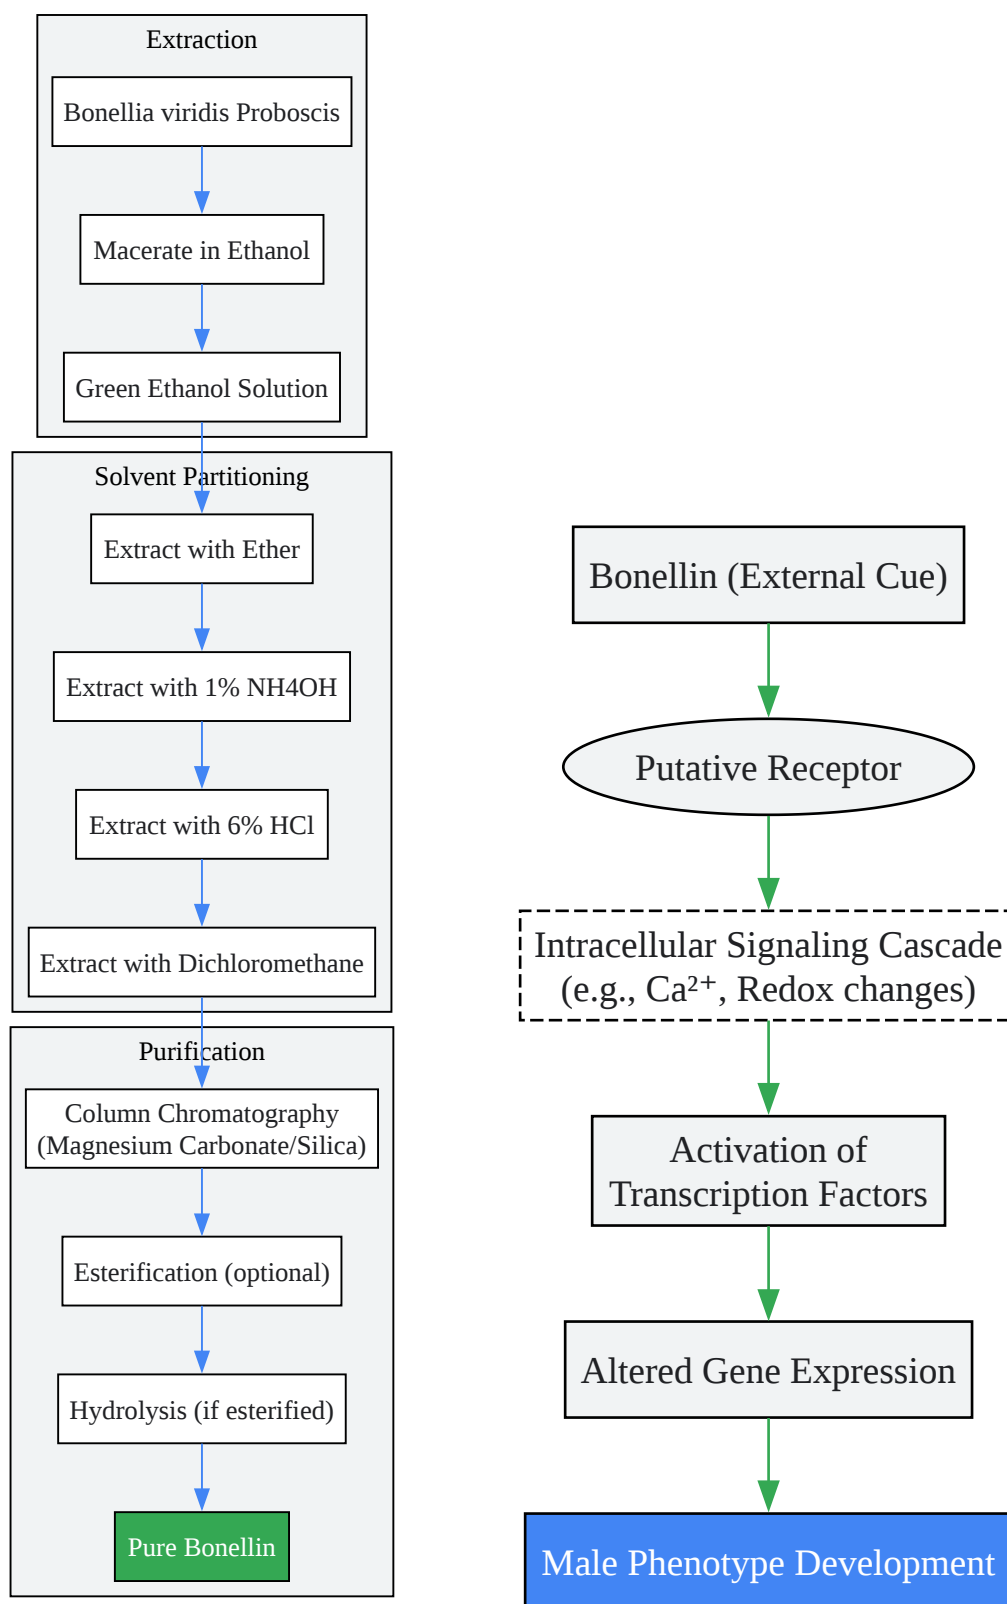 Extraction
Bonellia viridis Proboscis
Macerate in Ethanol
Green Ethanol Solution
Solvent Partitioning
Extract with Ether
Extract with 1% NH4OH
Extract with 6% HCl
Extract with Dichloromethane
Purification
Column Chromatography
(Magnesium Carbonate/Silica)
Esterification (optional)
Hydrolysis (if esterified)
Pure Bonellin
Bonellin (External Cue)
Putative Receptor
Intracellular Signaling Cascade
(e.g., Ca²⁺, Redox changes)
Activation of
Transcription Factors
Altered Gene Expression
Male Phenotype Development